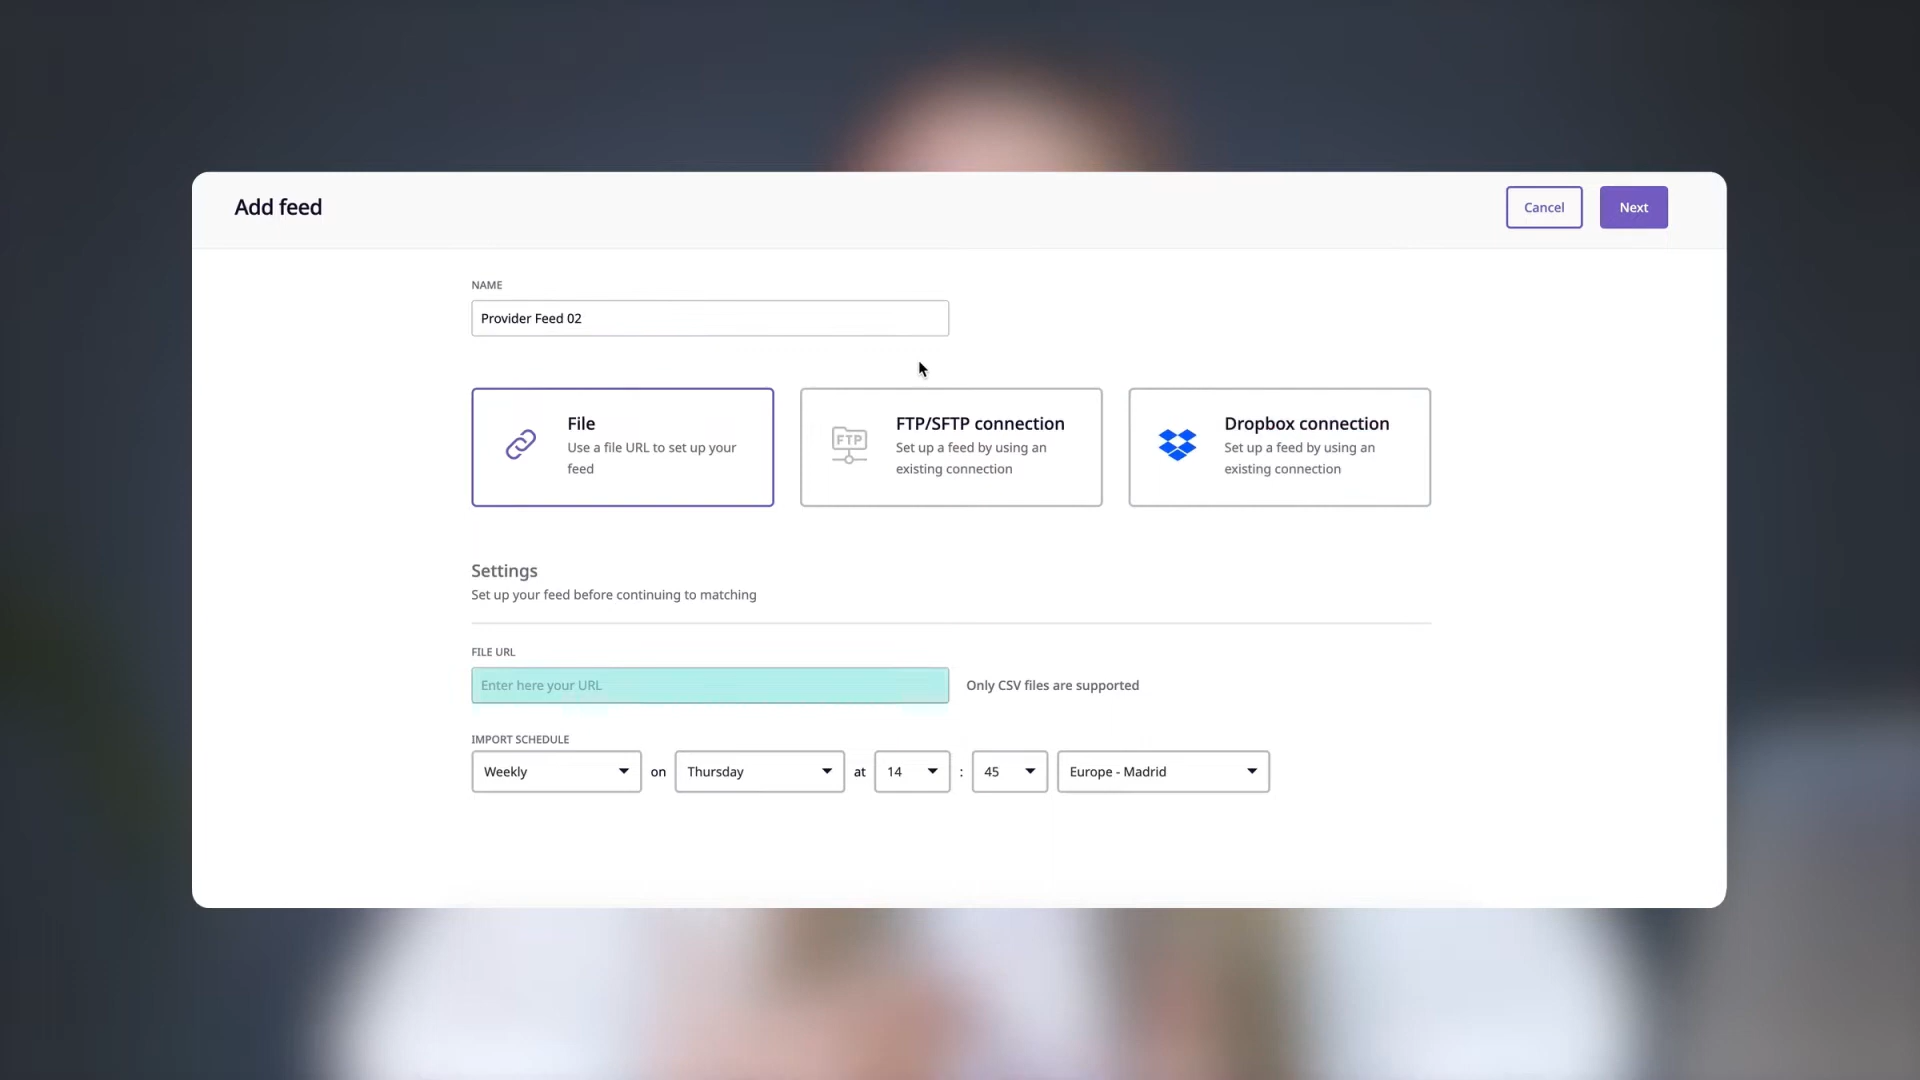 Add feed
Cancel
Next
NAME
Provider Feed 02
File
Use a file URL to set up your
feed
FTP
FTP/SFTP connection
Set up a feed by using an
existing connection
Dropbox connection
Set up a feed by using an
existing connection
Settings
Set up your feed before continuing to matching
FILE URL
Enter here your URL
Only CSV files are supported
IMPORT SCHEDULE
Weekly on Thursday at 14 : 45 Europe - Madrid